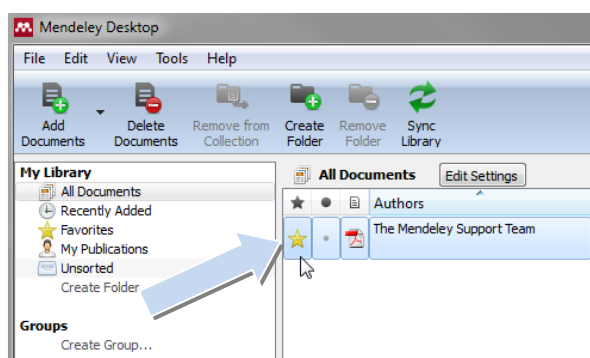 Mendeley Desktop
File Edit View Tools Help
Add Documents
Delete Documents
Remove from Collection
Create Folder
Remove Folder
Sync Library
My Library
All Documents
Recently Added
Favorites
My Publications
Unsorted
Create Folder...
Groups
Create Group...
All Documents Edit Settings
Authors
The Mendeley Support Team